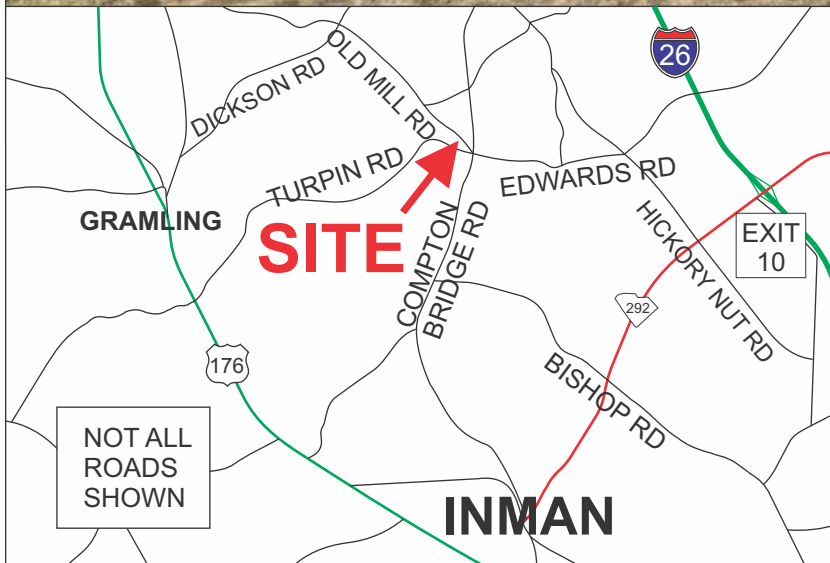 OLD MILL RD
26
DICKSON RD
TURPIN RD
EDWARDS RD
GRAMLING
SITE
COMPTON
BRIDGE RD
HICKORY NUT RD
EXIT
10
292
176
BISHOP RD
NOT ALL
ROADS
SHOWN
INMAN